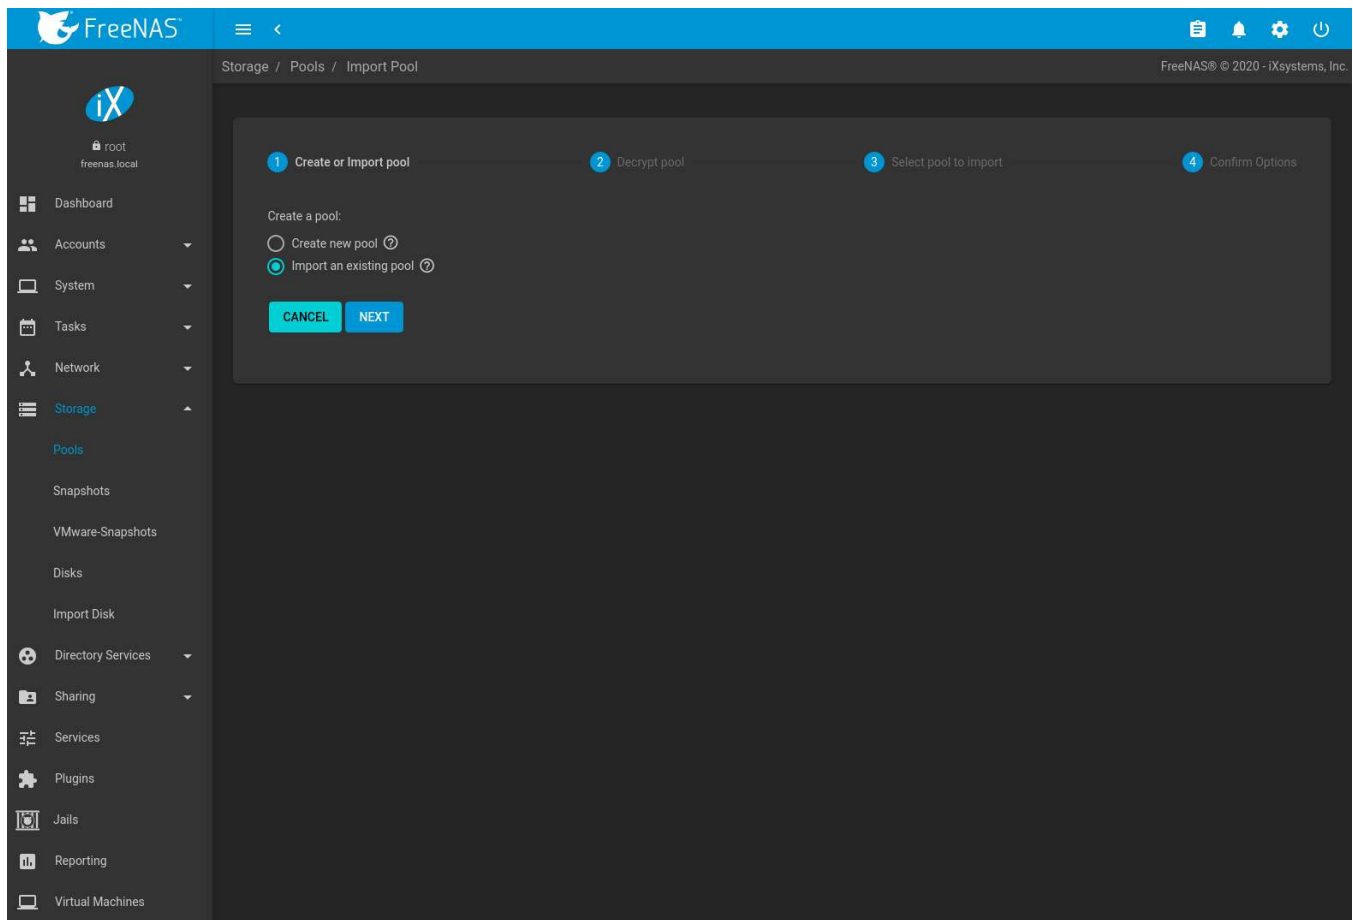 FreeNAS™
Storage / Pools / Import Pool
FreeNAS® © 2020 - iXsystems, Inc.
iX
root
freenas.local
Dashboard
Accounts
System
Tasks
Network
Storage
Pools
Snapshots
VMware-Snapshots
Disks
Import Disk
Directory Services
Sharing
Services
Plugins
Jails
Reporting
Virtual Machines
1 Create or Import pool
2 Decrypt pool
3 Select pool to import
4 Confirm Options
Create a pool:
Create new pool
Import an existing pool
CANCEL NEXT